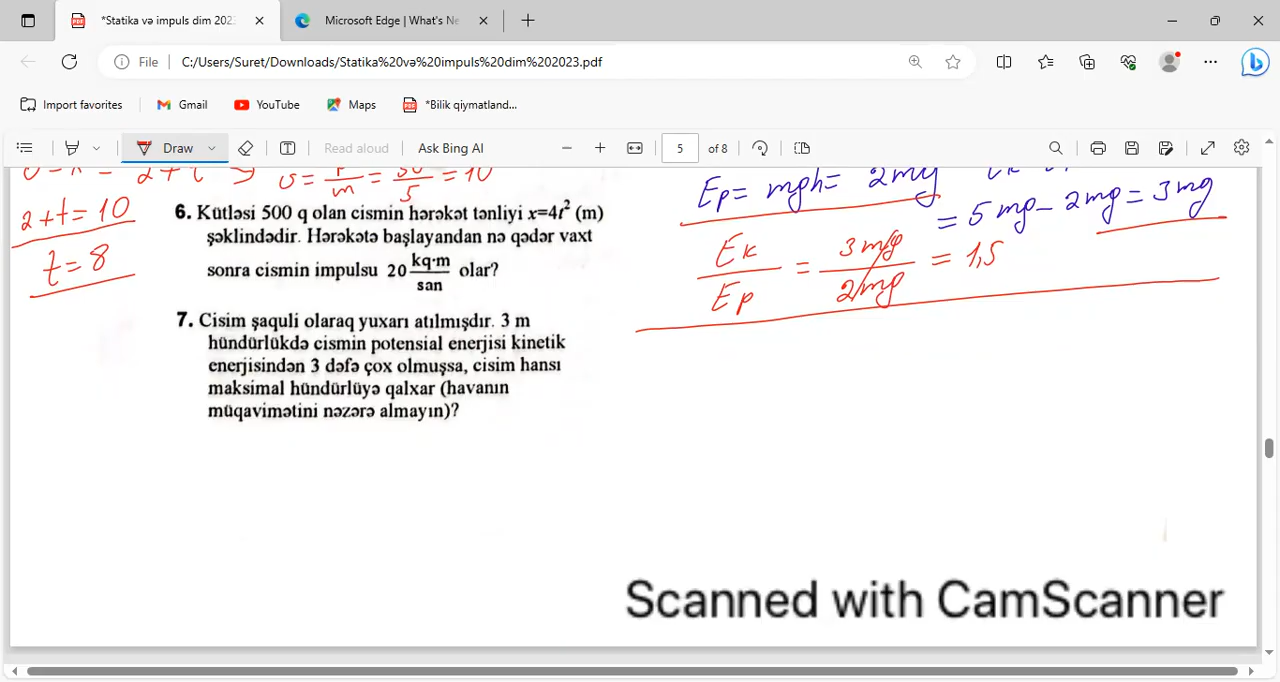 *Statika və impuls dim 202
Microsoft Edge | What's Ne
File C:/Users/Suret/Downloads/Statika%20və%20impuls%20dim%202023.pdf
Import favorites Gmail YouTube Maps *Bilik qiymatland...
Draw Read aloud Ask Bing AI 5 of 8
2+t=10
t=8
6. Kütləsi 500 q olan cismin hərəkət tənliyi x=4t² (m)
şəklindədir. Hərəkətə başlayandan nə qədər vaxt
sonra cismin impulsu 20 kq·m/san olar?
7. Cisim şaquli olaraq yuxarı atılmışdır. 3 m
hündürlükdə cismin potensial enerjisi kinetik
enerjisindən 3 dəfə çox olmuşsa, cisim hansı
maksimal hündürlüyə qalxar (havanın
müqavimətini nəzərə almayın)?
Ep = mgh = 2mg
= 5mg - 2mg = 3mg
Ek/Ep = 3mg/2mg = 1,5
Scanned with CamScanner